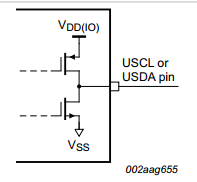 VDD(IO)
USCL or
USDA pin
VSS
002aag655